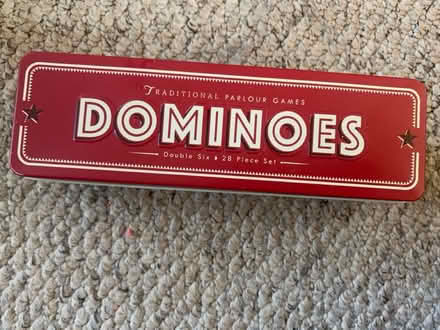 Traditional Parlour Games
DOMINOES
Double Six 28 Piece Set